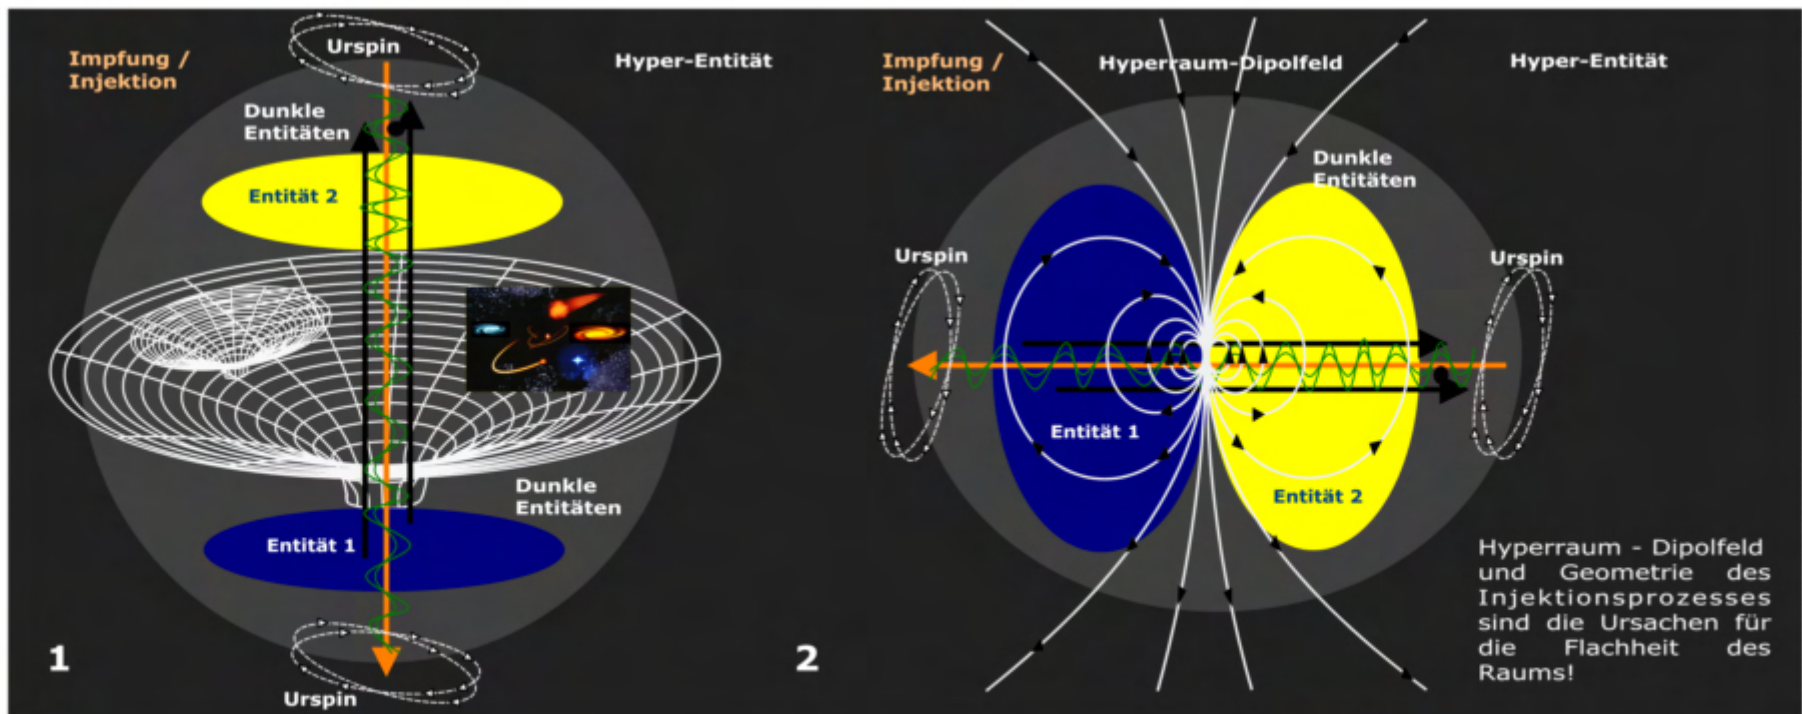 Impfung /
Injektion
Urspin
Hyper-Entität
Dunkle
Entitäten
Entität 2
Dunkle
Entitäten
Entität 1
Urspin
1
Impfung /
Injektion
Hyperraum-Dipolfeld
Hyper-Entität
Dunkle
Entitäten
Urspin
Urspin
Entität 1
Entität 2
2
Hyperraum - Dipolfeld
und Geometrie des
Injektionsprozesses
sind die Ursachen für
die Flachheit des
Raums!